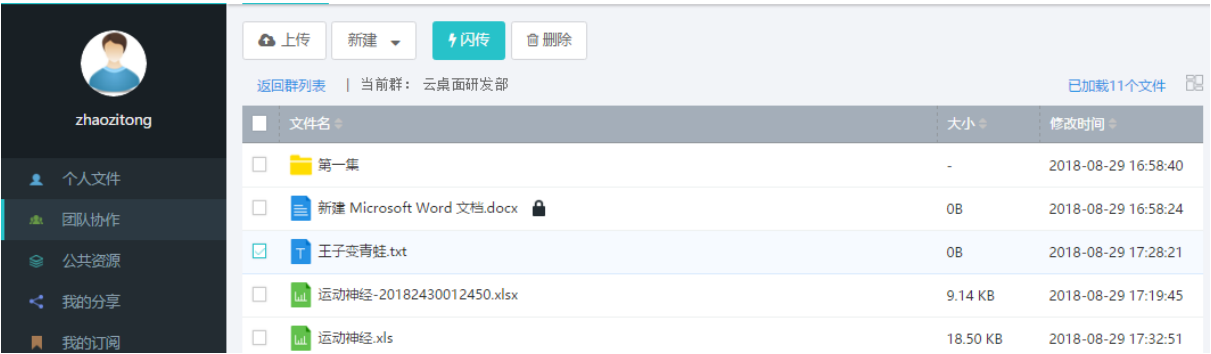 上传 新建 闪传 删除
返回群列表 | 当前群： 云桌面研发部 已加载11个文件
zhaozitong
文件名 大小 修改时间
个人文件
团队协作
公共资源
我的分享
我的订阅
第一集 - 2018-08-29 16:58:40
新建 Microsoft Word 文档.docx 0B 2018-08-29 16:58:24
王子变青蛙.txt 0B 2018-08-29 17:28:21
运动神经-20182430012450.xlsx 9.14 KB 2018-08-29 17:19:45
运动神经.xls 18.50 KB 2018-08-29 17:32:51